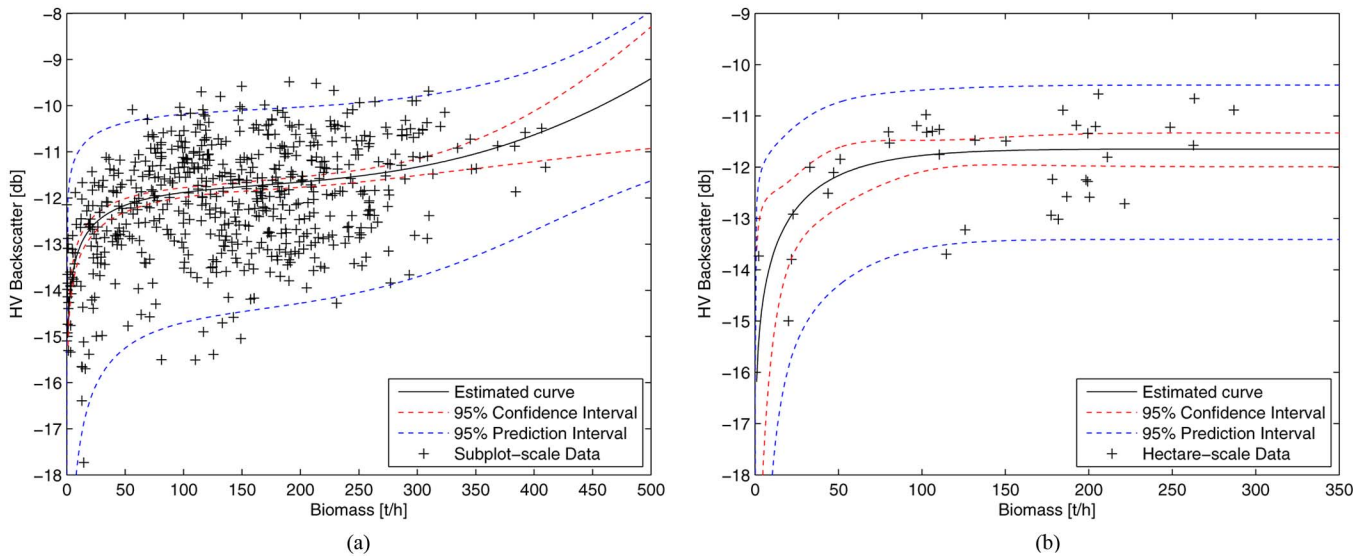 -8
-9
-10
-11
-12
-13
-14
-15
-16
-17
-18
HV Backscatter [db]
0 50 100 150 200 250 300 350 400 450 500
Biomass [t/h]
Estimated curve
95% Confidence Interval
95% Prediction Interval
Subplot-scale Data
(a)
-9
-10
-11
-12
-13
-14
-15
-16
-17
-18
HV Backscatter [db]
0 50 100 150 200 250 300 350
Biomass [t/h]
Estimated curve
95% Confidence Interval
95% Prediction Interval
Hectare-scale Data
(b)